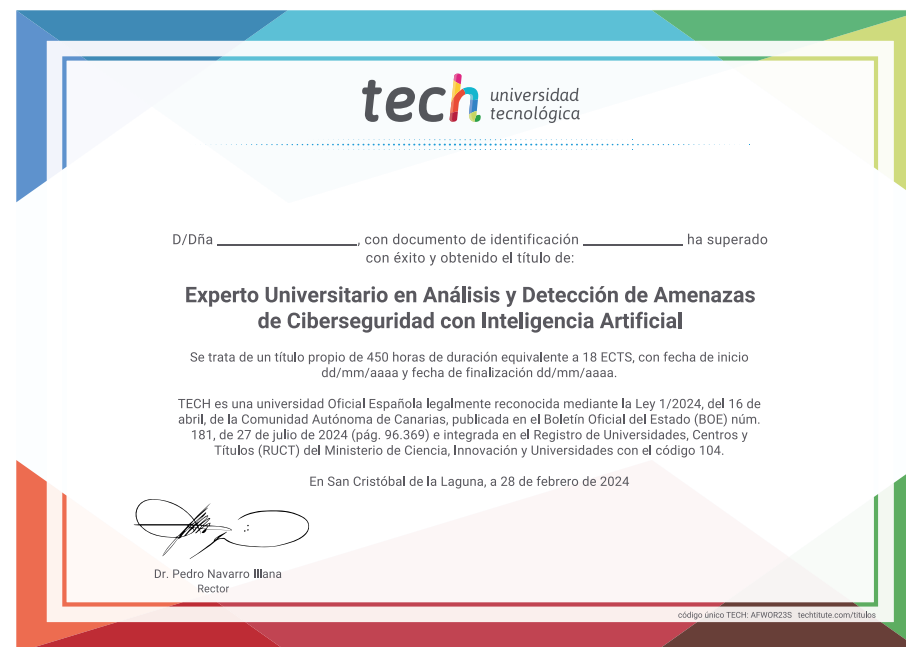 tech universidad
tecnológica
D/Dña ____________________, con documento de identificación ______________ ha superado
con éxito y obtenido el título de:
Experto Universitario en Análisis y Detección de Amenazas
de Ciberseguridad con Inteligencia Artificial
Se trata de un título propio de 450 horas de duración equivalente a 18 ECTS, con fecha de inicio
dd/mm/aaaa y fecha de finalización dd/mm/aaaa.
TECH es una universidad Oficial Española legalmente reconocida mediante la Ley 1/2024, del 16 de
abril, de la Comunidad Autónoma de Canarias, publicada en el Boletín Oficial del Estado (BOE) núm.
181, de 27 de julio de 2024 (pág. 96.369) e integrada en el Registro de Universidades, Centros y
Títulos (RUCT) del Ministerio de Ciencia, Innovación y Universidades con el código 104.
En San Cristóbal de la Laguna, a 28 de febrero de 2024
Dr. Pedro Navarro Illana
Rector
código único TECH: AFWOR23S techtitute.com/titulos